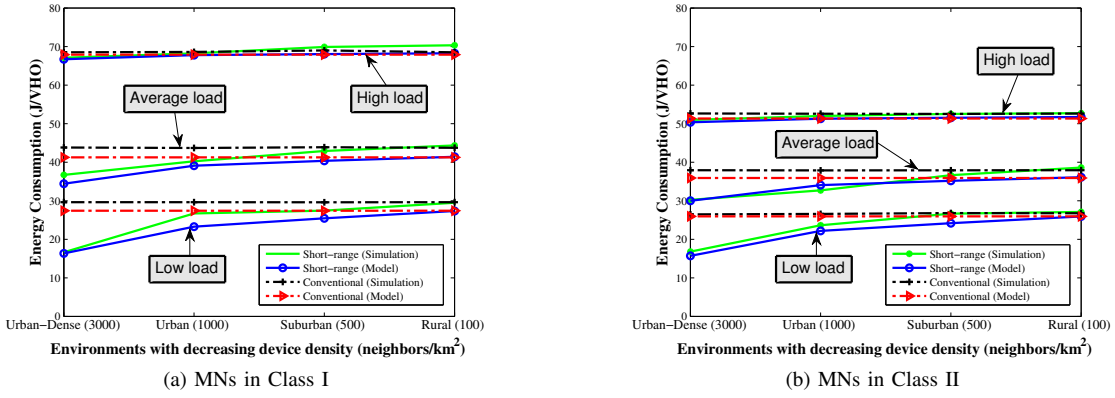 80
70
60
50
40
30
20
10
0
Energy Consumption (J/VHO)
Average load
High load
Low load
Short−range (Simulation)
Short−range (Model)
Conventional (Simulation)
Conventional (Model)
Urban−Dense (3000) Urban (1000) Suburban (500) Rural (100)
Environments with decreasing device density (neighbors/km²)
(a) MNs in Class I
80
70
60
50
40
30
20
10
0
Energy Consumption (J/VHO)
High load
Average load
Low load
Short−range (Simulation)
Short−range (Model)
Conventional (Simulation)
Conventional (Model)
Urban−Dense (3000) Urban (1000) Suburban (500) Rural (100)
Environments with decreasing device density (neighbors/km²)
(b) MNs in Class II